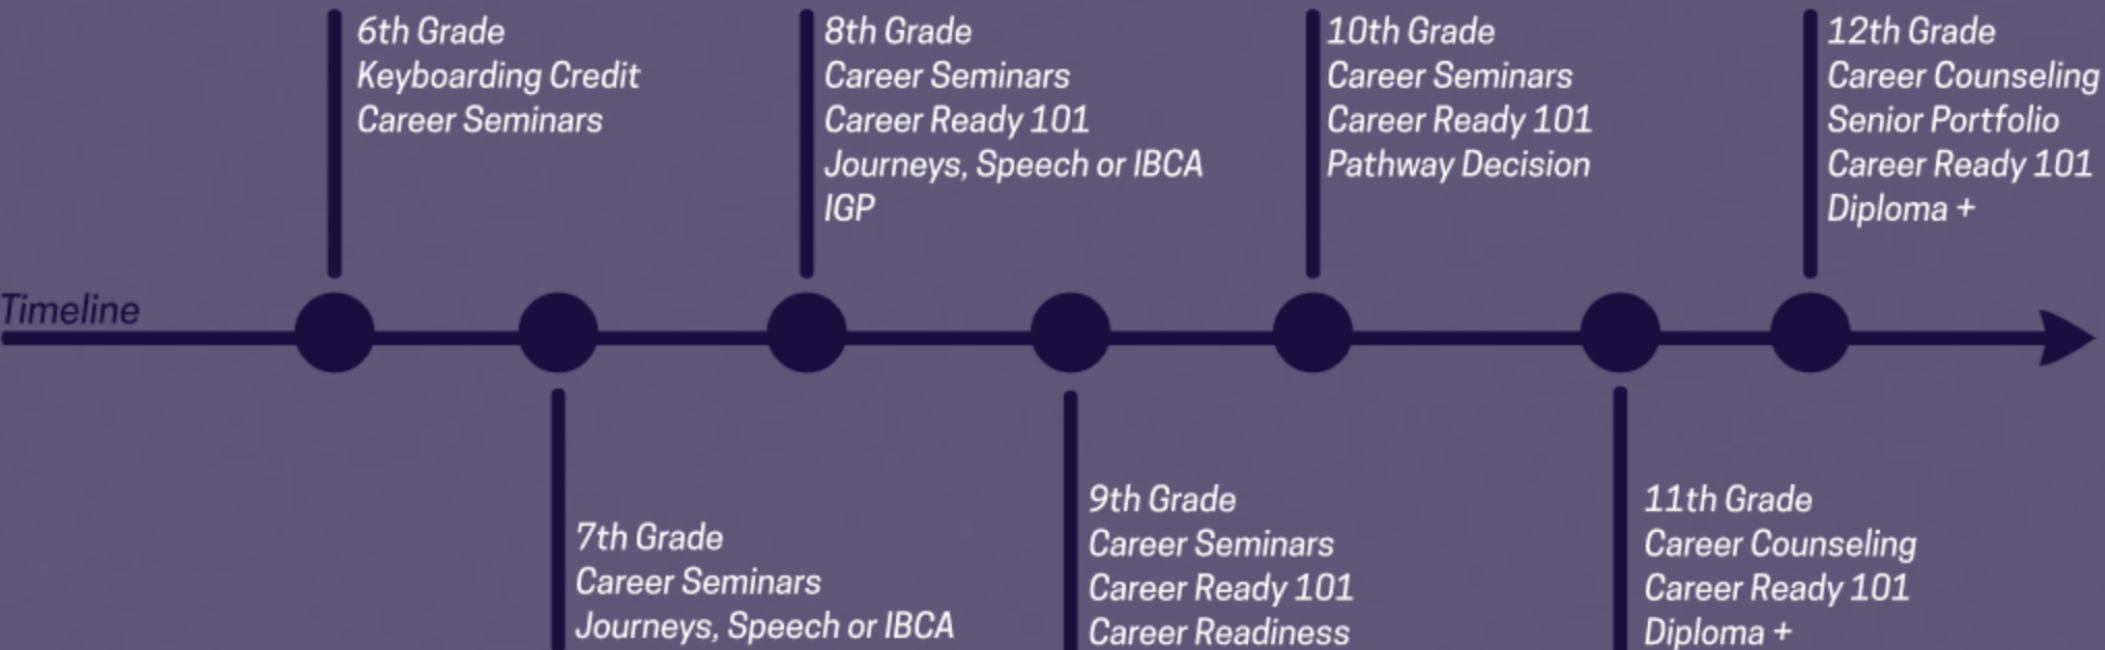 6th Grade
Keyboarding Credit
Career Seminars
8th Grade
Career Seminars
Career Ready 101
Journeys, Speech or IBCA
IGP
10th Grade
Career Seminars
Career Ready 101
Pathway Decision
12th Grade
Career Counseling
Senior Portfolio
Career Ready 101
Diploma +
Timeline
7th Grade
Career Seminars
Journeys, Speech or IBCA
9th Grade
Career Seminars
Career Ready 101
Career Readiness
11th Grade
Career Counseling
Career Ready 101
Diploma +